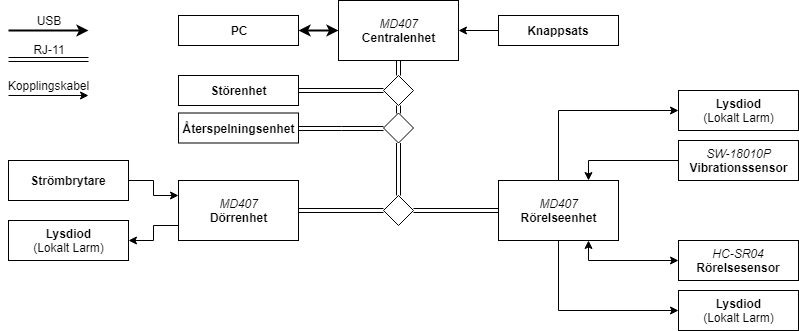 USB
RJ-11
Kopplingskabel
PC
MD407
Centralenhet
Knappsats
Störenhet
Återspelningsenhet
Lysdiod
(Lokalt Larm)
SW-18010P
Vibrationssensor
Strömbrytare
MD407
Dörrenhet
MD407
Rörelseenhet
Lysdiod
(Lokalt Larm)
HC-SR04
Rörelsesensor
Lysdiod
(Lokalt Larm)